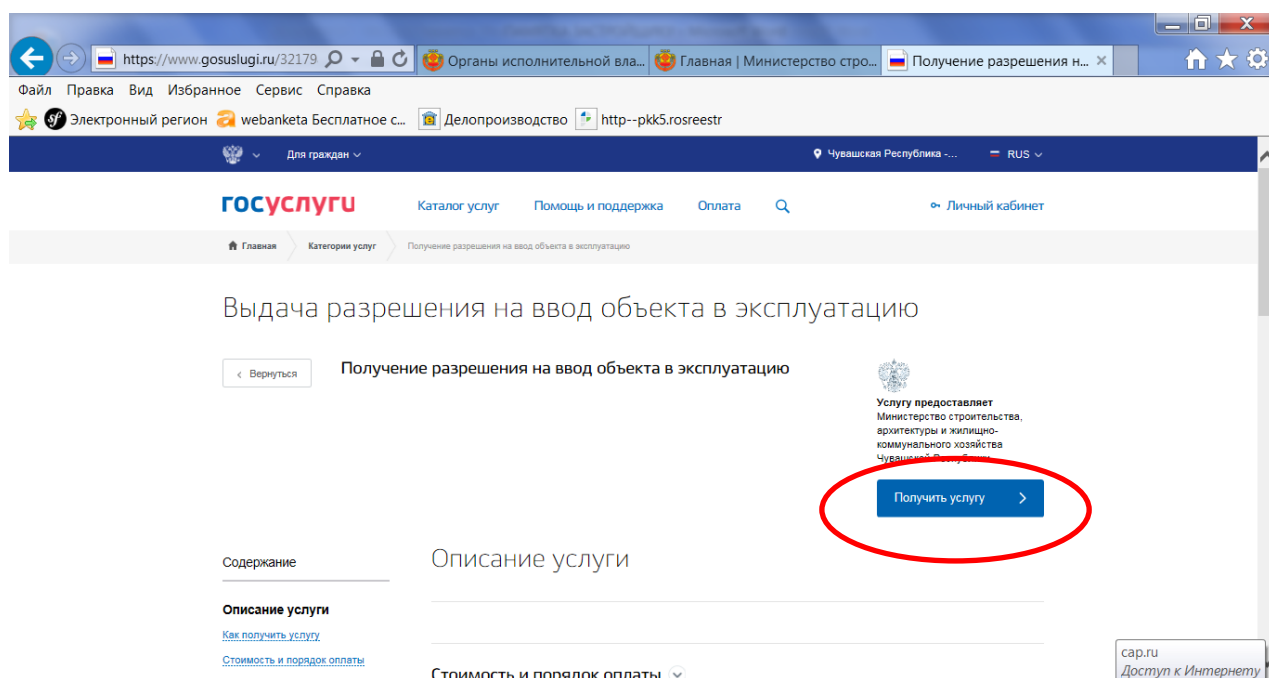 https://www.gosuslugi.ru/32179
Органы исполнительной вла...
Главная | Министерство стро...
Получение разрешения н...
Файл Правка Вид Избранное Сервис Справка
Электронный регион
webanketa Бесплатное с...
Делопроизводство
http--pkk5.rosreestr
Для граждан
Чувашская Республика -...
RUS
госуслуги
Каталог услуг
Помощь и поддержка
Оплата
Личный кабинет
Главная
Категории услуг
Получение разрешения на ввод объекта в эксплуатацию
Выдача разрешения на ввод объекта в эксплуатацию
Вернуться
Получение разрешения на ввод объекта в эксплуатацию
Услугу предоставляет
Министерство строительства,
архитектуры и жилищно-
коммунального хозяйства
Чувашской Республики
Получить услугу
Содержание
Описание услуги
Описание услуги
Как получить услугу
Стоимость и порядок оплаты
Стоимость и порядок оплаты
cap.ru
Доступ к Интернету